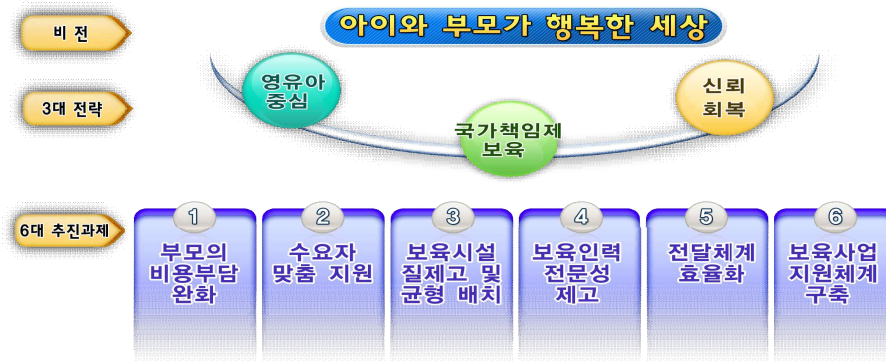 비 전
아이와 부모가 행복한 세상
3대 전략
영유아
중심
국가책임제
보육
신뢰
회복
6대 추진과제
1
부모의
비용부담
완화
2
수요자
맞춤 지원
3
보육시설
질제고 및
균형 배치
4
보육인력
전문성
제고
5
전달체계
효율화
6
보육사업
지원체계
구축